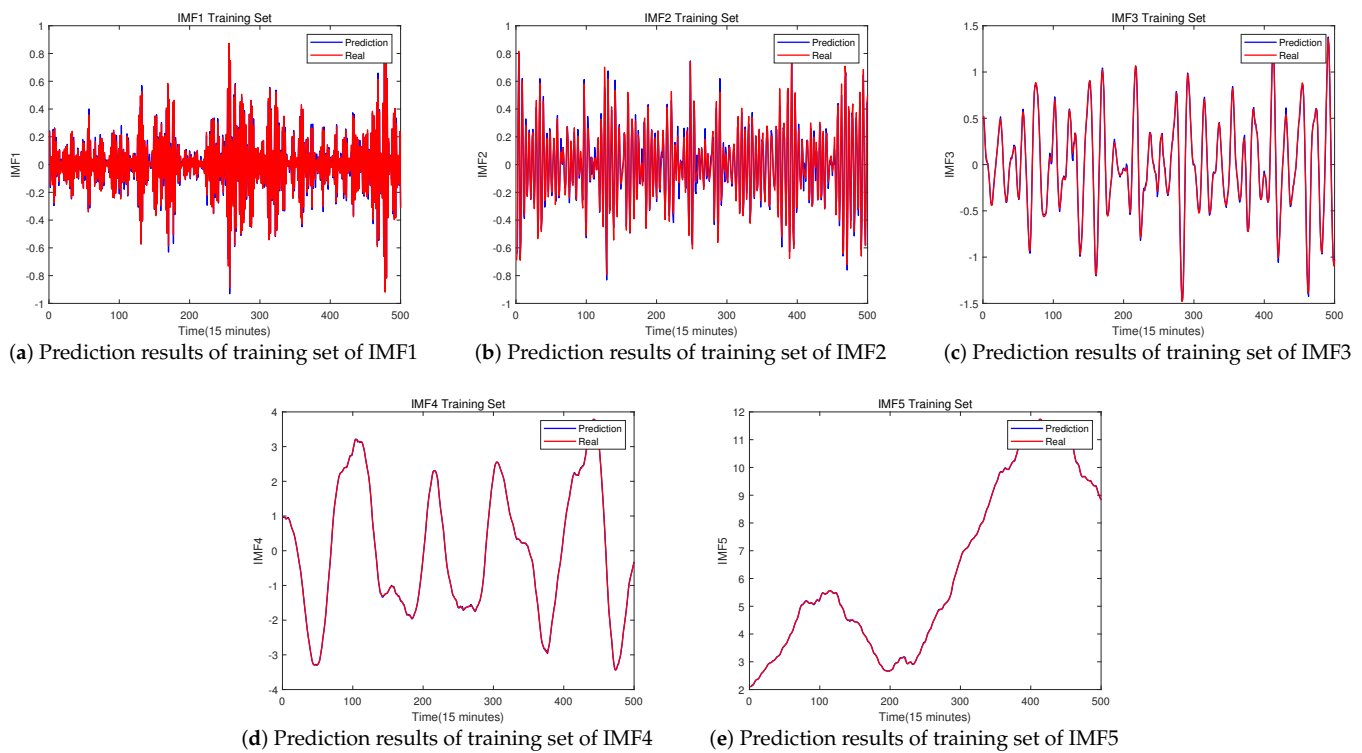 IMF1 Training Set
1
0.8
0.6
0.4
0.2
0
-0.2
-0.4
-0.6
-0.8
-1
IMF1
Prediction
Real
0 100 200 300 400 500
Time(15 minutes)
(a) Prediction results of training set of IMF1
IMF2 Training Set
1
0.8
0.6
0.4
0.2
0
-0.2
-0.4
-0.6
-0.8
-1
IMF2
Prediction
Real
0 100 200 300 400 500
Time(15 minutes)
(b) Prediction results of training set of IMF2
IMF3 Training Set
1.5
1
0.5
0
-0.5
-1
-1.5
IMF3
Prediction
Real
0 100 200 300 400 500
Time(15 minutes)
(c) Prediction results of training set of IMF3
IMF4 Training Set
4
3
2
1
0
-1
-2
-3
-4
IMF4
Prediction
Real
0 100 200 300 400 500
Time(15 minutes)
(d) Prediction results of training set of IMF4
IMF5 Training Set
12
11
10
9
8
7
6
5
4
3
2
IMF5
Prediction
Real
0 100 200 300 400 500
Time(15 minutes)
(e) Prediction results of training set of IMF5